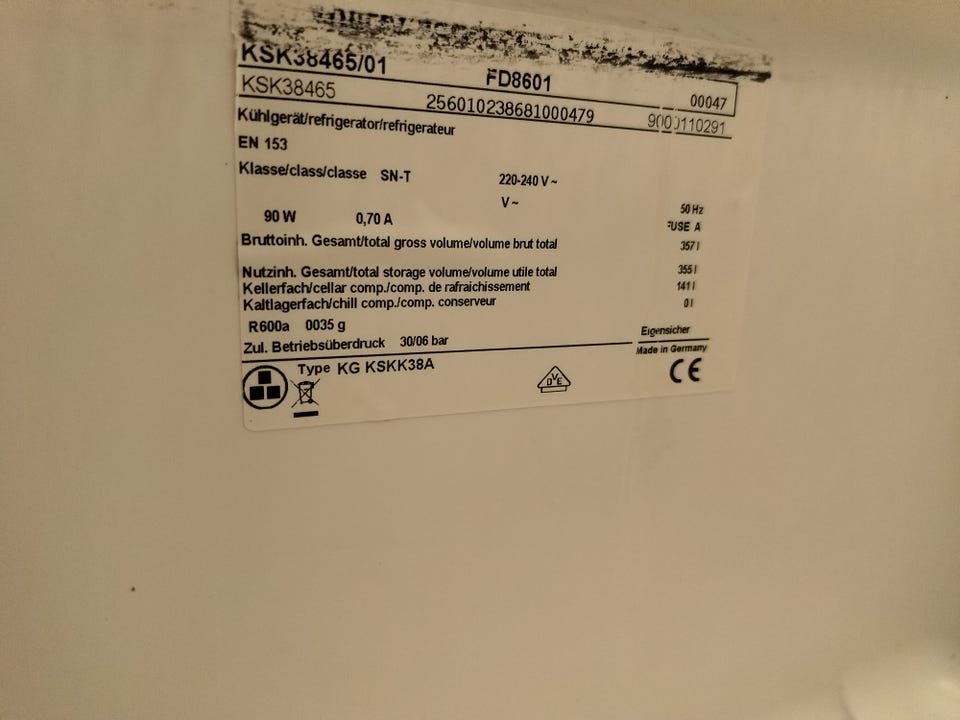 KSK38465/01 FD8601 00047
KSK38465 256010238681000479 9000110291
Kühlgerät/refrigerator/refrigerateur
EN 153
Klasse/class/classe SN-T 220-240 V ~
V ~ 50 Hz
90 W 0,70 A FUSE A
Bruttoinh. Gesamt/total gross volume/volume brut total 357 l
Nutzinh. Gesamt/total storage volume/volume utile total 355 l
Kellerfach/cellar comp./comp. de rafraichissement 141 l
Kaltlagerfach/chill comp./comp. conserveur 0 l
R600a 0035 g
Zul. Betriebsüberdruck 30/06 bar
Eigensicher
Made in Germany
Type KG KSKK38A
DVE
CE